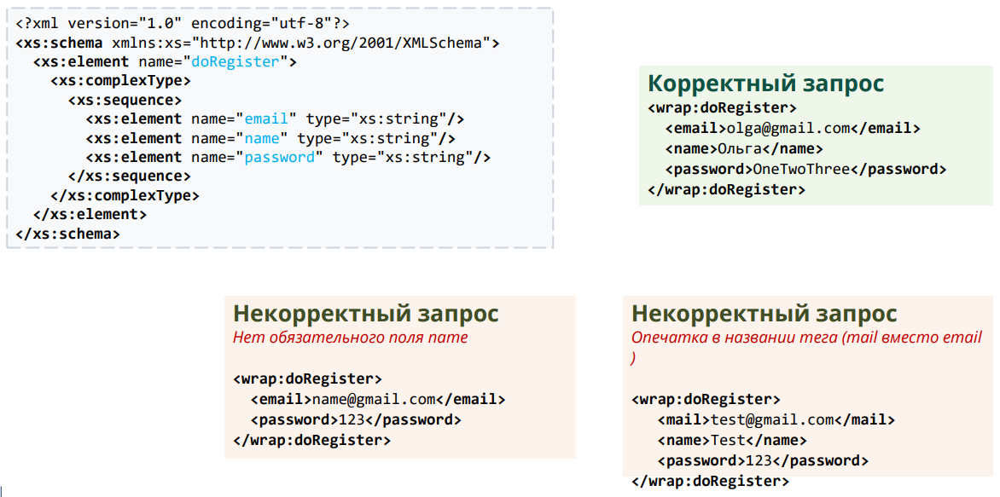 <?xml version="1.0" encoding="utf-8"?>
<xs:schema xmlns:xs="http://www.w3.org/2001/XMLSchema">
  <xs:element name="doRegister">
    <xs:complexType>
      <xs:sequence>
        <xs:element name="email" type="xs:string"/>
        <xs:element name="name" type="xs:string"/>
        <xs:element name="password" type="xs:string"/>
      </xs:sequence>
    </xs:complexType>
  </xs:element>
</xs:schema>
Корректный запрос
<wrap:doRegister>
  <email>olga@gmail.com</email>
  <name>Ольга</name>
  <password>OneTwoThree</password>
</wrap:doRegister>
Некорректный запрос
Нет обязательного поля name
<wrap:doRegister>
  <email>name@gmail.com</email>
  <password>123</password>
</wrap:doRegister>
Некорректный запрос
Опечатка в названии тега (mail вместо email
)
<wrap:doRegister>
   <mail>test@gmail.com</mail>
   <name>Test</name>
   <password>123</password>
</wrap:doRegister>